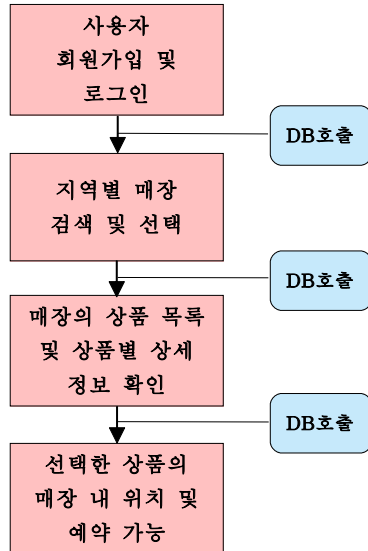 사용자
회원가입 및
로그인
DB호출
지역별 매장
검색 및 선택
DB호출
매장의 상품 목록
및 상품별 상세
정보 확인
DB호출
선택한 상품의
매장 내 위치 및
예약 가능